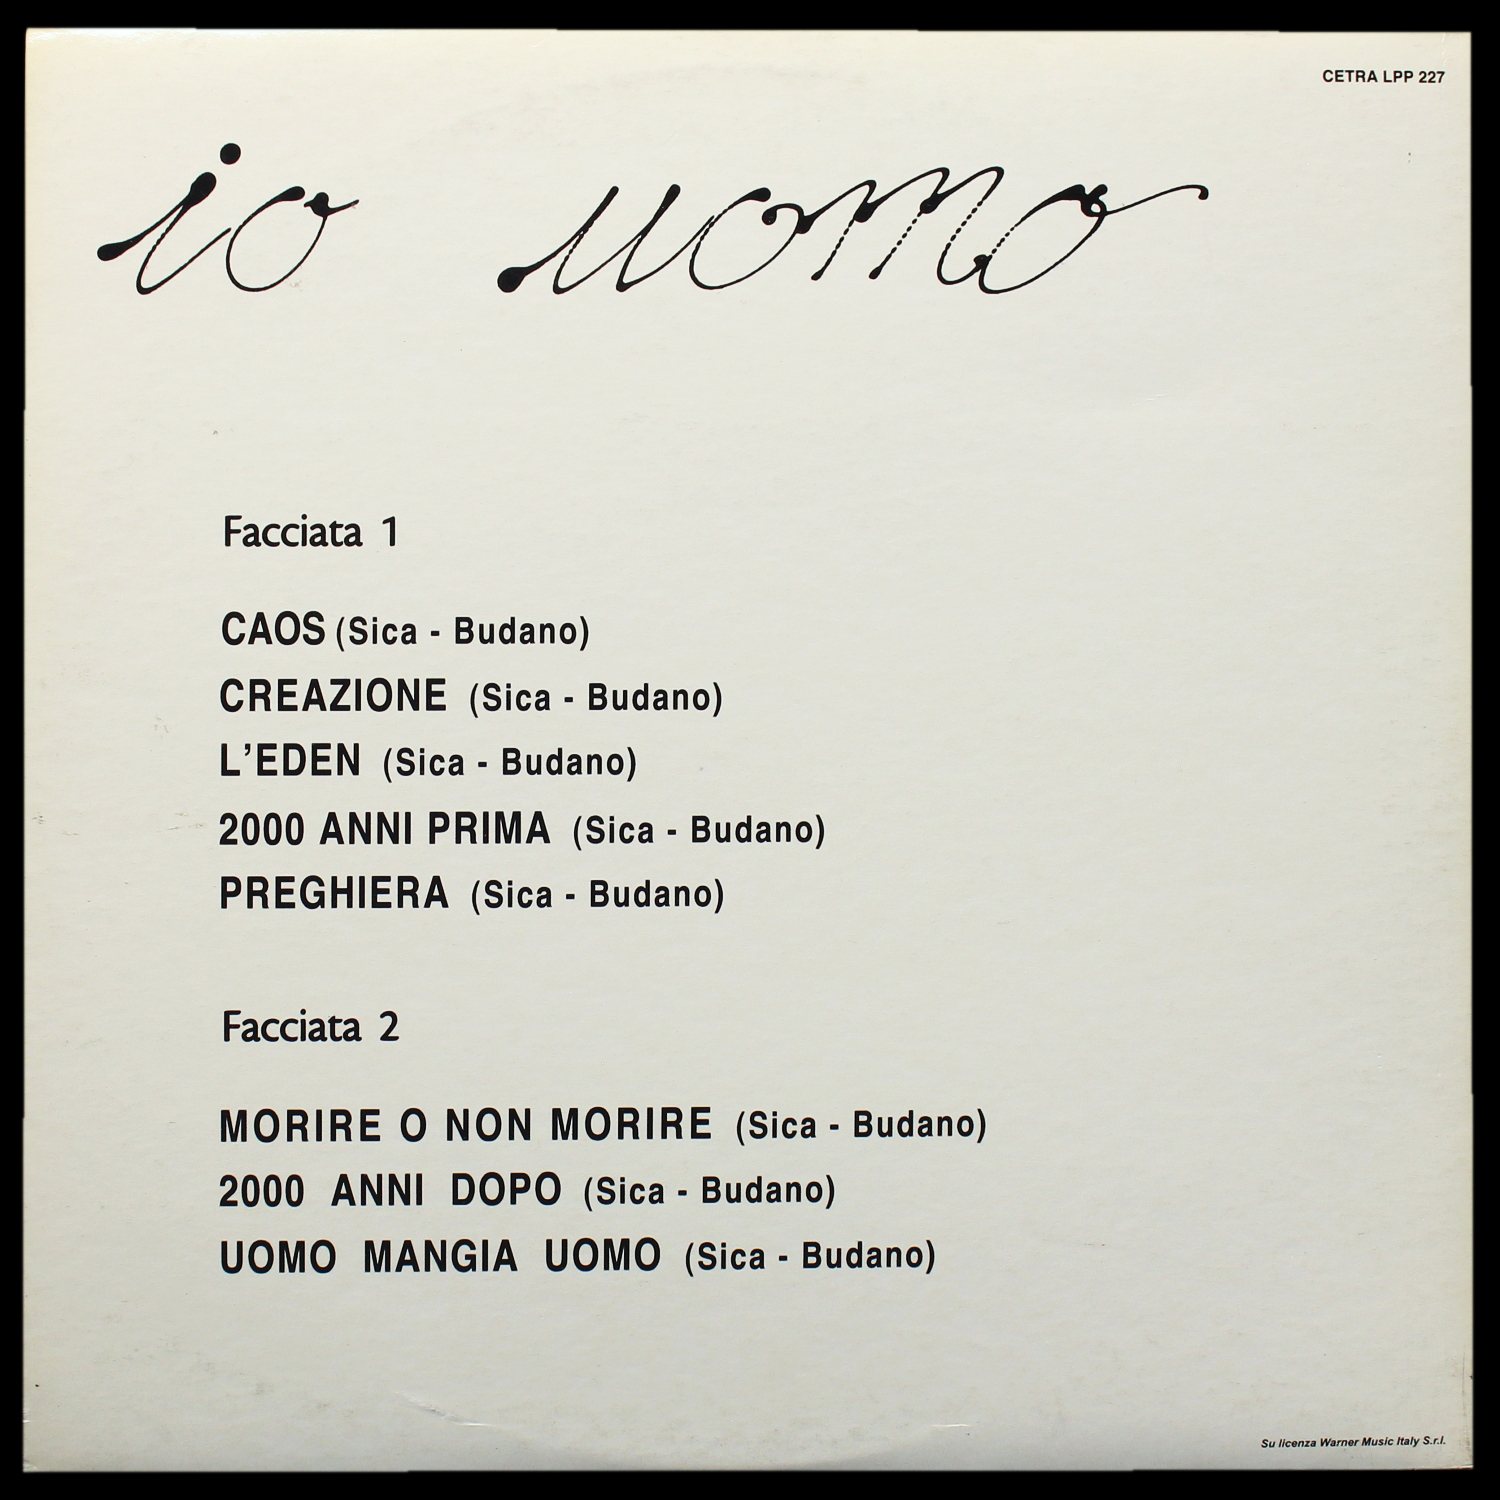 CETRA LPP 227
io uomo
Facciata 1
CAOS (Sica - Budano)
CREAZIONE (Sica - Budano)
L'EDEN (Sica - Budano)
2000 ANNI PRIMA (Sica - Budano)
PREGHIERA (Sica - Budano)
Facciata 2
MORIRE O NON MORIRE (Sica - Budano)
2000 ANNI DOPO (Sica - Budano)
UOMO MANGIA UOMO (Sica - Budano)
Su licenza Warner Music Italy S.r.l.